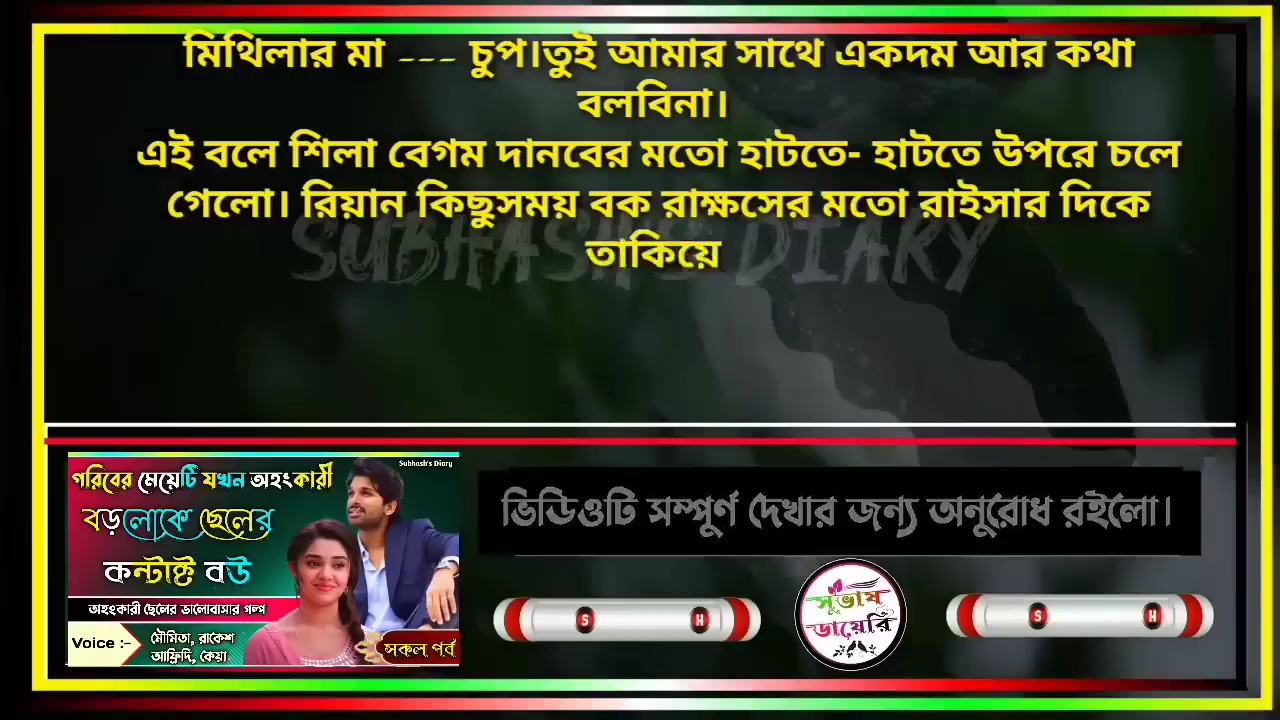 মিথিলার মা --- চুপ।তুই আমার সাথে একদম আর কথা
বলবিনা।
এই বলে শিলা বেগম দানবের মতো হাটতে- হাটতে উপরে চলে
গেলো। রিয়ান কিছুসময় বক রাক্ষসের মতো রাইসার দিকে
তাকিয়ে
SUBHASH'S DIARY
Subhash's Diary
গরিবের মেয়েটি যখন অহংকারী
বড়লোকে ছেলের
কন্টাক্ট বউ
অহংকারী ছেলের ভালোবাসার গল্প
Voice :-
মৌমিতা, রাকেশ
আফ্রিদি, কেয়া
সকল পর্ব
ভিডিওটি সম্পুর্ণ দেখার জন্য অনুরোধ রইলো।
S H
সুভাষ
ডায়েরি
S H